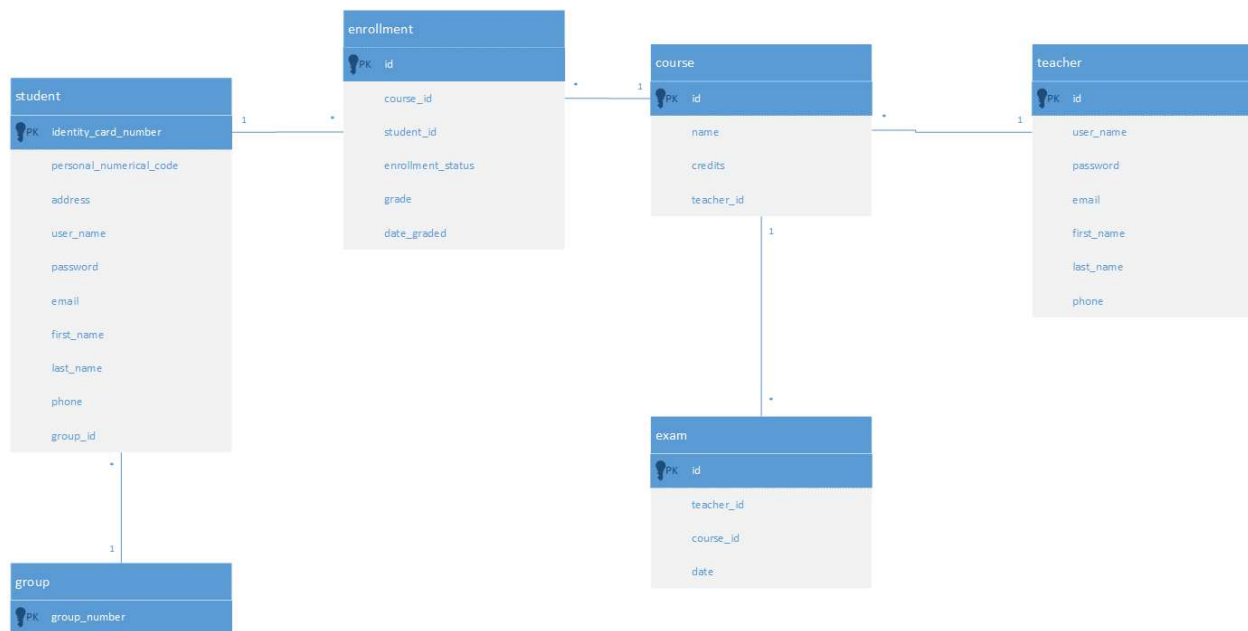 student
PK identity_card_number
personal_numerical_code
address
user_name
password
email
first_name
last_name
phone
group_id
1
*
enrollment
PK id
course_id
student_id
enrollment_status
grade
date_graded
*
1
course
PK id
name
credits
teacher_id
*
1
teacher
PK id
user_name
password
email
first_name
last_name
phone
1
*
exam
PK id
teacher_id
course_id
date
*
1
group
PK group_number